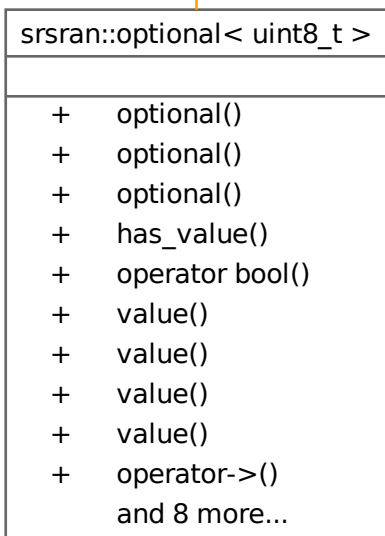 srsran::optional< uint8_t >
+ optional()
+ optional()
+ optional()
+ has_value()
+ operator bool()
+ value()
+ value()
+ value()
+ value()
+ operator->()
and 8 more...